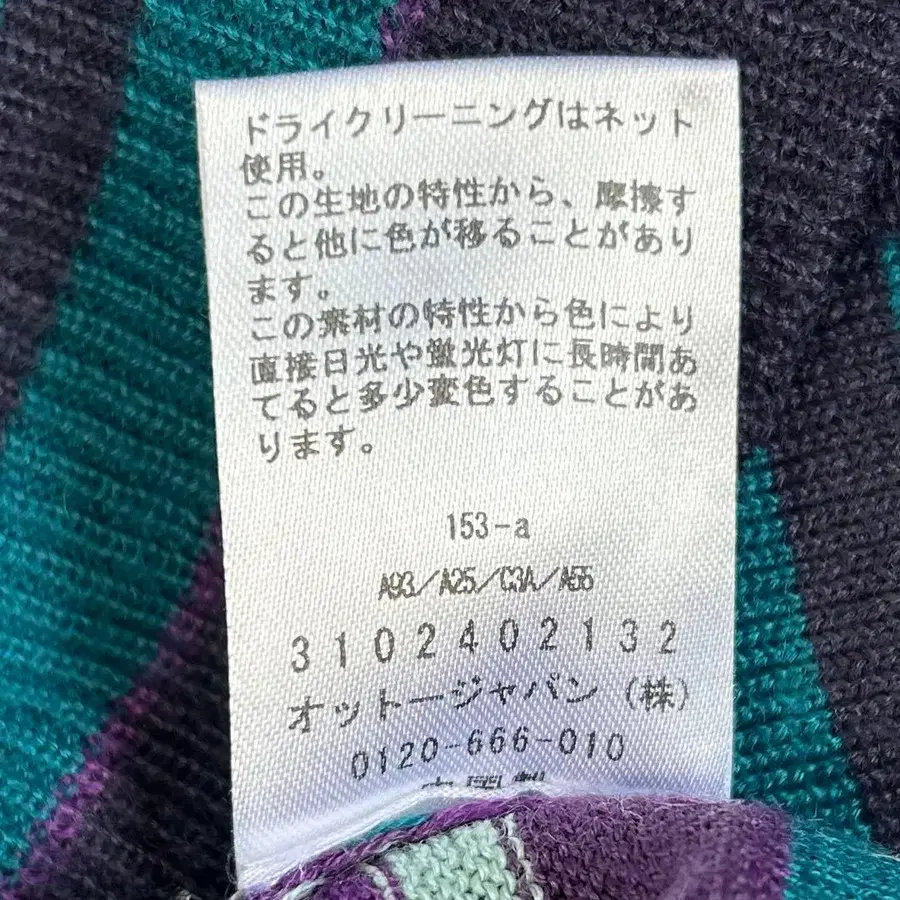 ドライクリーニングはネット
使用。
この生地の特性から、摩擦す
ると他に色が移ることがあり
ます。
この素材の特性から色により
直接日光や蛍光灯に長時間あ
てると多少変色することがあ
ります。
153-a
A93/A25/C3A/A55
3102402132
オットージャパン(株)
0120-666-010